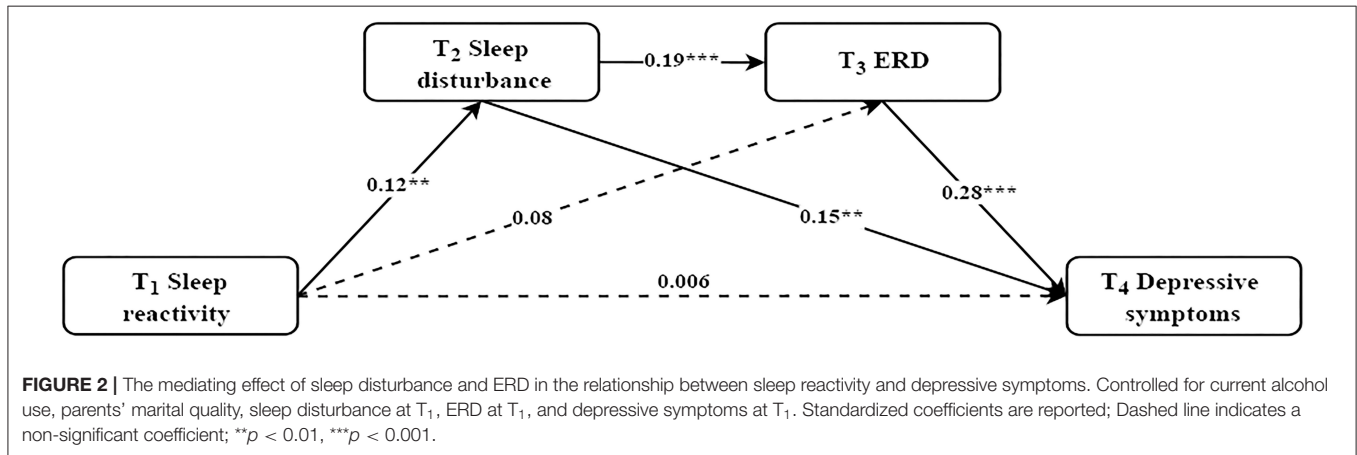 T₂ Sleep
disturbance
0.19***
T₃ ERD
0.12**
0.28***
0.08
0.15**
T₁ Sleep
reactivity
0.006
T₄ Depressive
symptoms
FIGURE 2 | The mediating effect of sleep disturbance and ERD in the relationship between sleep reactivity and depressive symptoms. Controlled for current alcohol
use, parents' marital quality, sleep disturbance at T₁, ERD at T₁, and depressive symptoms at T₁. Standardized coefficients are reported; Dashed line indicates a
non-significant coefficient; **p < 0.01, ***p < 0.001.